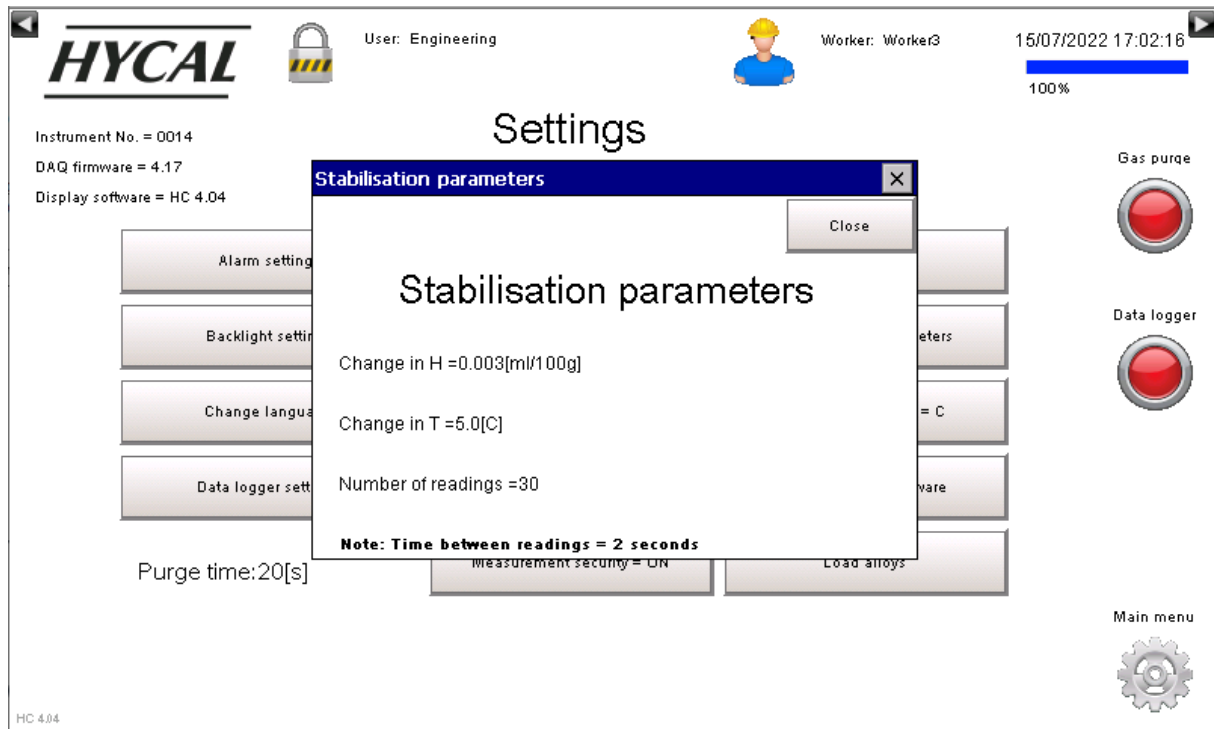 HYCAL
User: Engineering
Worker: Worker3
15/07/2022 17:02:16
100%
Instrument No. = 0014
DAQ firmware = 4.17
Display software = HC 4.04
Settings
Gas purge
Stabilisation parameters
Close
Alarm setting
Stabilisation parameters
Data logger
Backlight settin
eters
Change in H =0.003[ml/100g]
Change langua
= C
Change in T =5.0[C]
Data logger sett
Number of readings =30
ware
Note: Time between readings = 2 seconds
Purge time:20[s]
Measurement security = ON
Load alloys
Main menu
HC 4.04